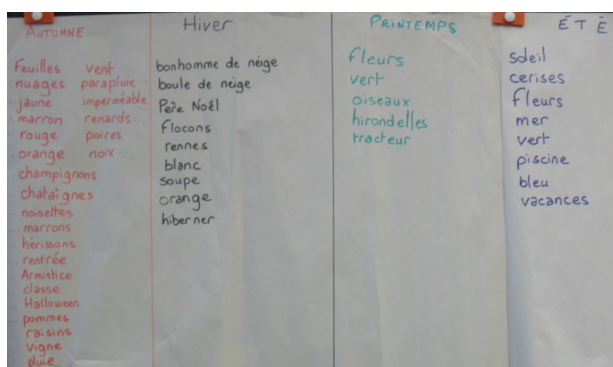 AUTOMNE
Feuilles vent
nuages parapluie
jaune imperméable
marron renards
rouge poires
orange noix
champignons
chataîgnes
noisettes
marrons
hérissons
rentrée
Armistice
classe
Halloween
pommes
raisins
vigne
pluie
Hiver
bonhomme de neige
boule de neige
Père Noël
Flocons
rennes
blanc
soupe
orange
hiberner
PRINTEMPS
fleurs
vert
oiseaux
hirondelles
tracteur
ÉTÉ
soleil
cerises
fleurs
mer
vert
piscine
bleu
vacances